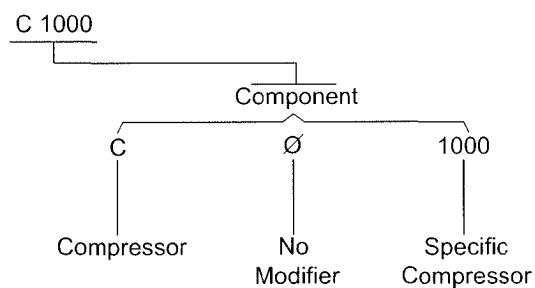 C 1000
Component
C Ø 1000
Compressor No Modifier Specific Compressor